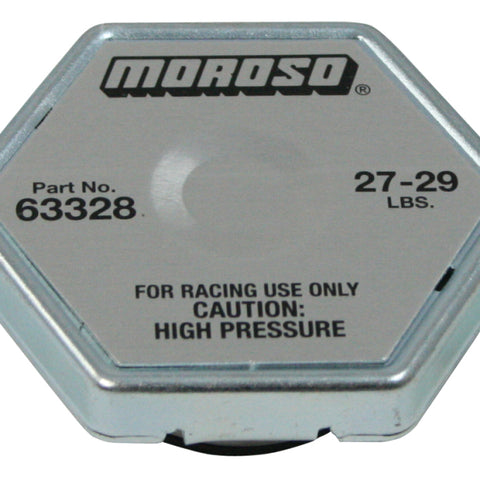 MOROSO®
Part No.
63328
27-29
LBS.
FOR RACING USE ONLY
CAUTION:
HIGH PRESSURE